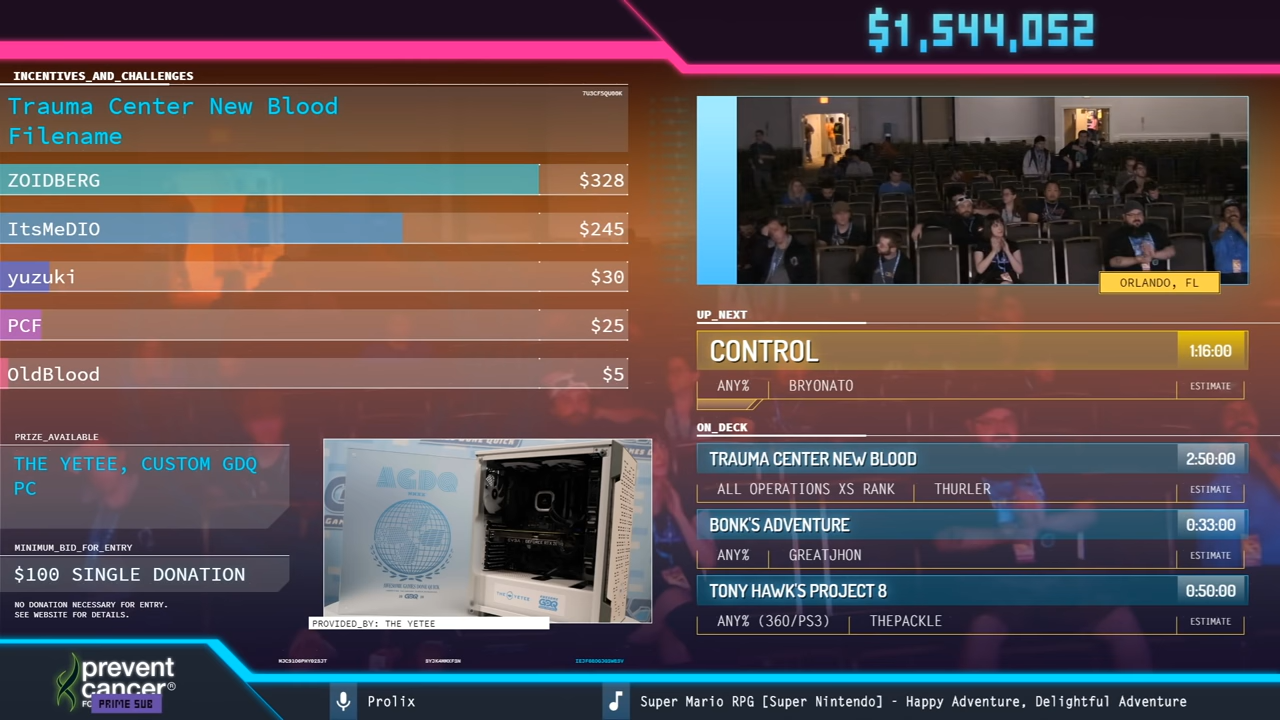 $1,544,052
INCENTIVES_AND_CHALLENGES
Trauma Center New Blood
Filename
ZOIDBERG $328
ItsMeDIO $245
yuzuki $30
PCF $25
OldBlood $5
PRIZE_AVAILABLE
THE YETEE, CUSTOM GDQ
PC
MINIMUM_BID_FOR_ENTRY
$100 SINGLE DONATION
NO DONATION NECESSARY FOR ENTRY.
SEE WEBSITE FOR DETAILS.
AGDQ
THE YETEE
GDQ
PROVIDED_BY: THE YETEE
ORLANDO, FL
UP_NEXT
CONTROL 1:16:00
ANY% BRYONATO ESTIMATE
ON_DECK
TRAUMA CENTER NEW BLOOD 2:50:00
ALL OPERATIONS XS RANK THURLER ESTIMATE
BONK'S ADVENTURE 0:33:00
ANY% GREATJHON ESTIMATE
TONY HAWK'S PROJECT 8 0:50:00
ANY% (360/PS3) THEPACKLE ESTIMATE
prevent
cancer®
PRIME SUB
Prolix
Super Mario RPG [Super Nintendo] - Happy Adventure, Delightful Adventure